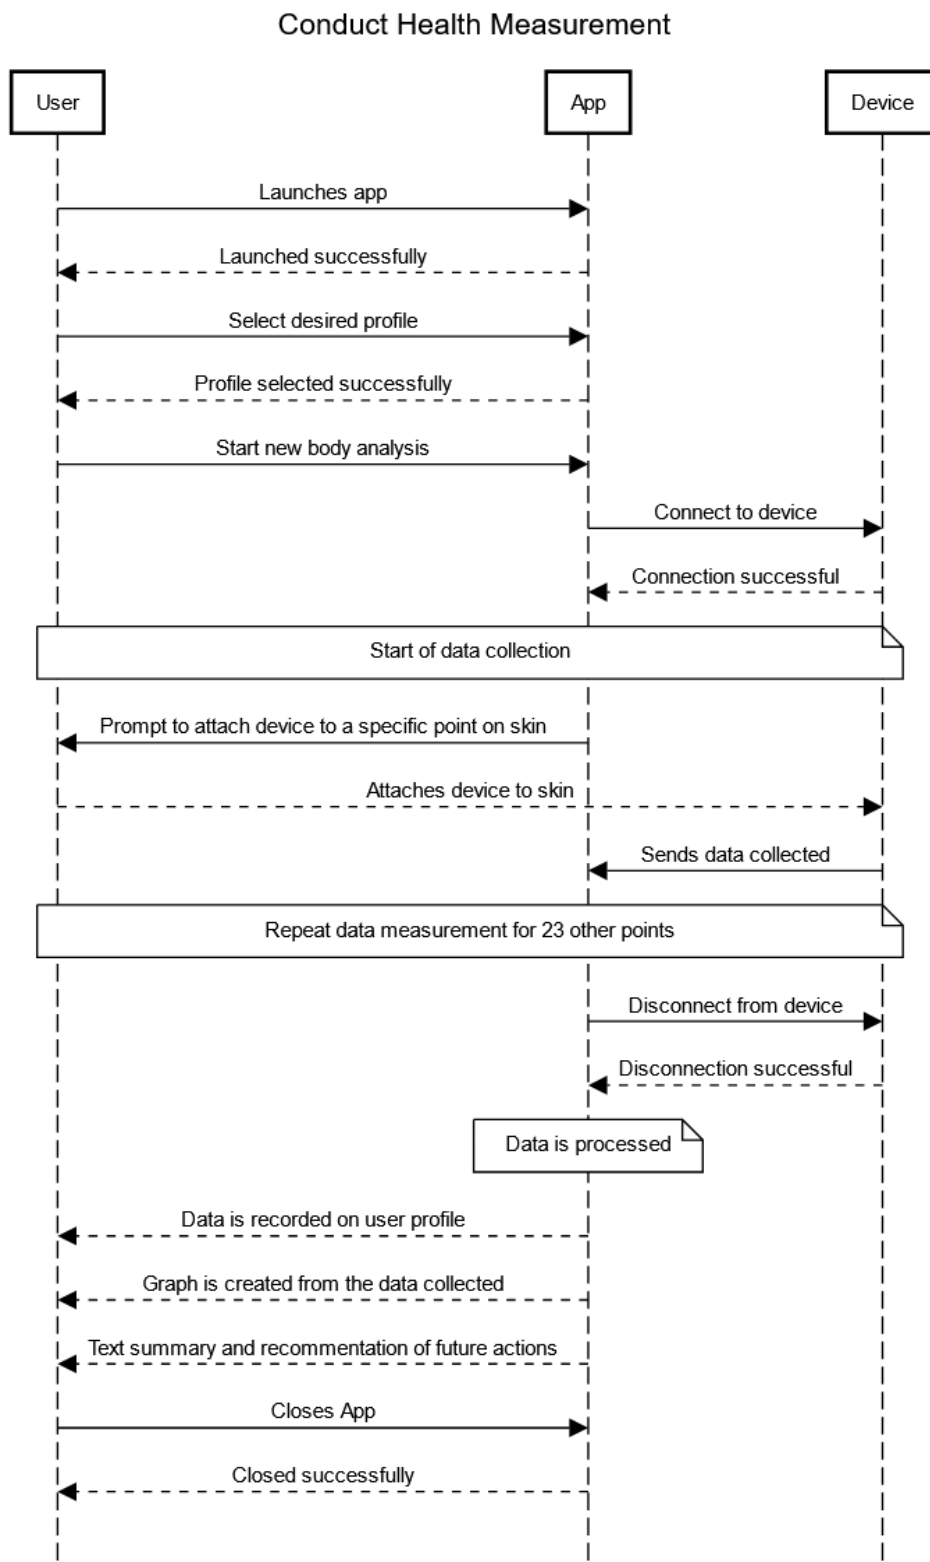 Conduct Health Measurement
User
App
Device
Launches app
Launched successfully
Select desired profile
Profile selected successfully
Start new body analysis
Connect to device
Connection successful
Start of data collection
Prompt to attach device to a specific point on skin
Attaches device to skin
Sends data collected
Repeat data measurement for 23 other points
Disconnect from device
Disconnection successful
Data is processed
Data is recorded on user profile
Graph is created from the data collected
Text summary and recommentation of future actions
Closes App
Closed successfully